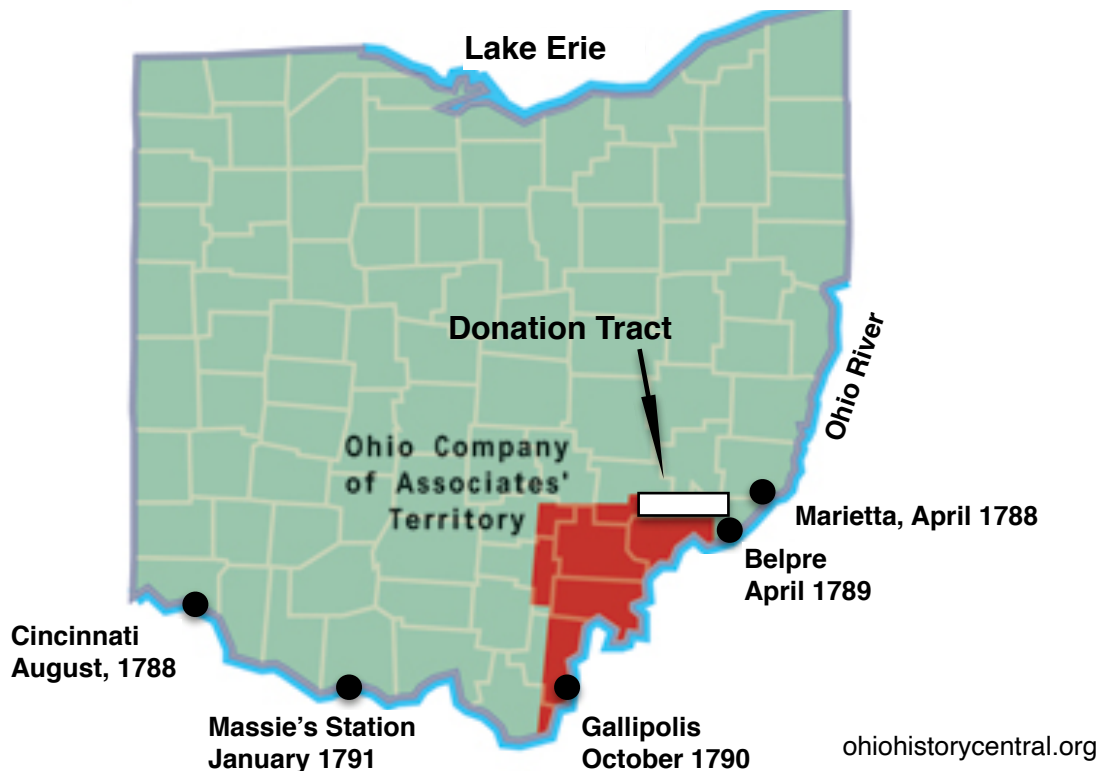 Lake Erie
Donation Tract
Ohio River
Ohio Company
of Associates'
Territory
Marietta, April 1788
Belpre
April 1789
Cincinnati
August, 1788
Massie’s Station
January 1791
Gallipolis
October 1790
ohiohistorycentral.org